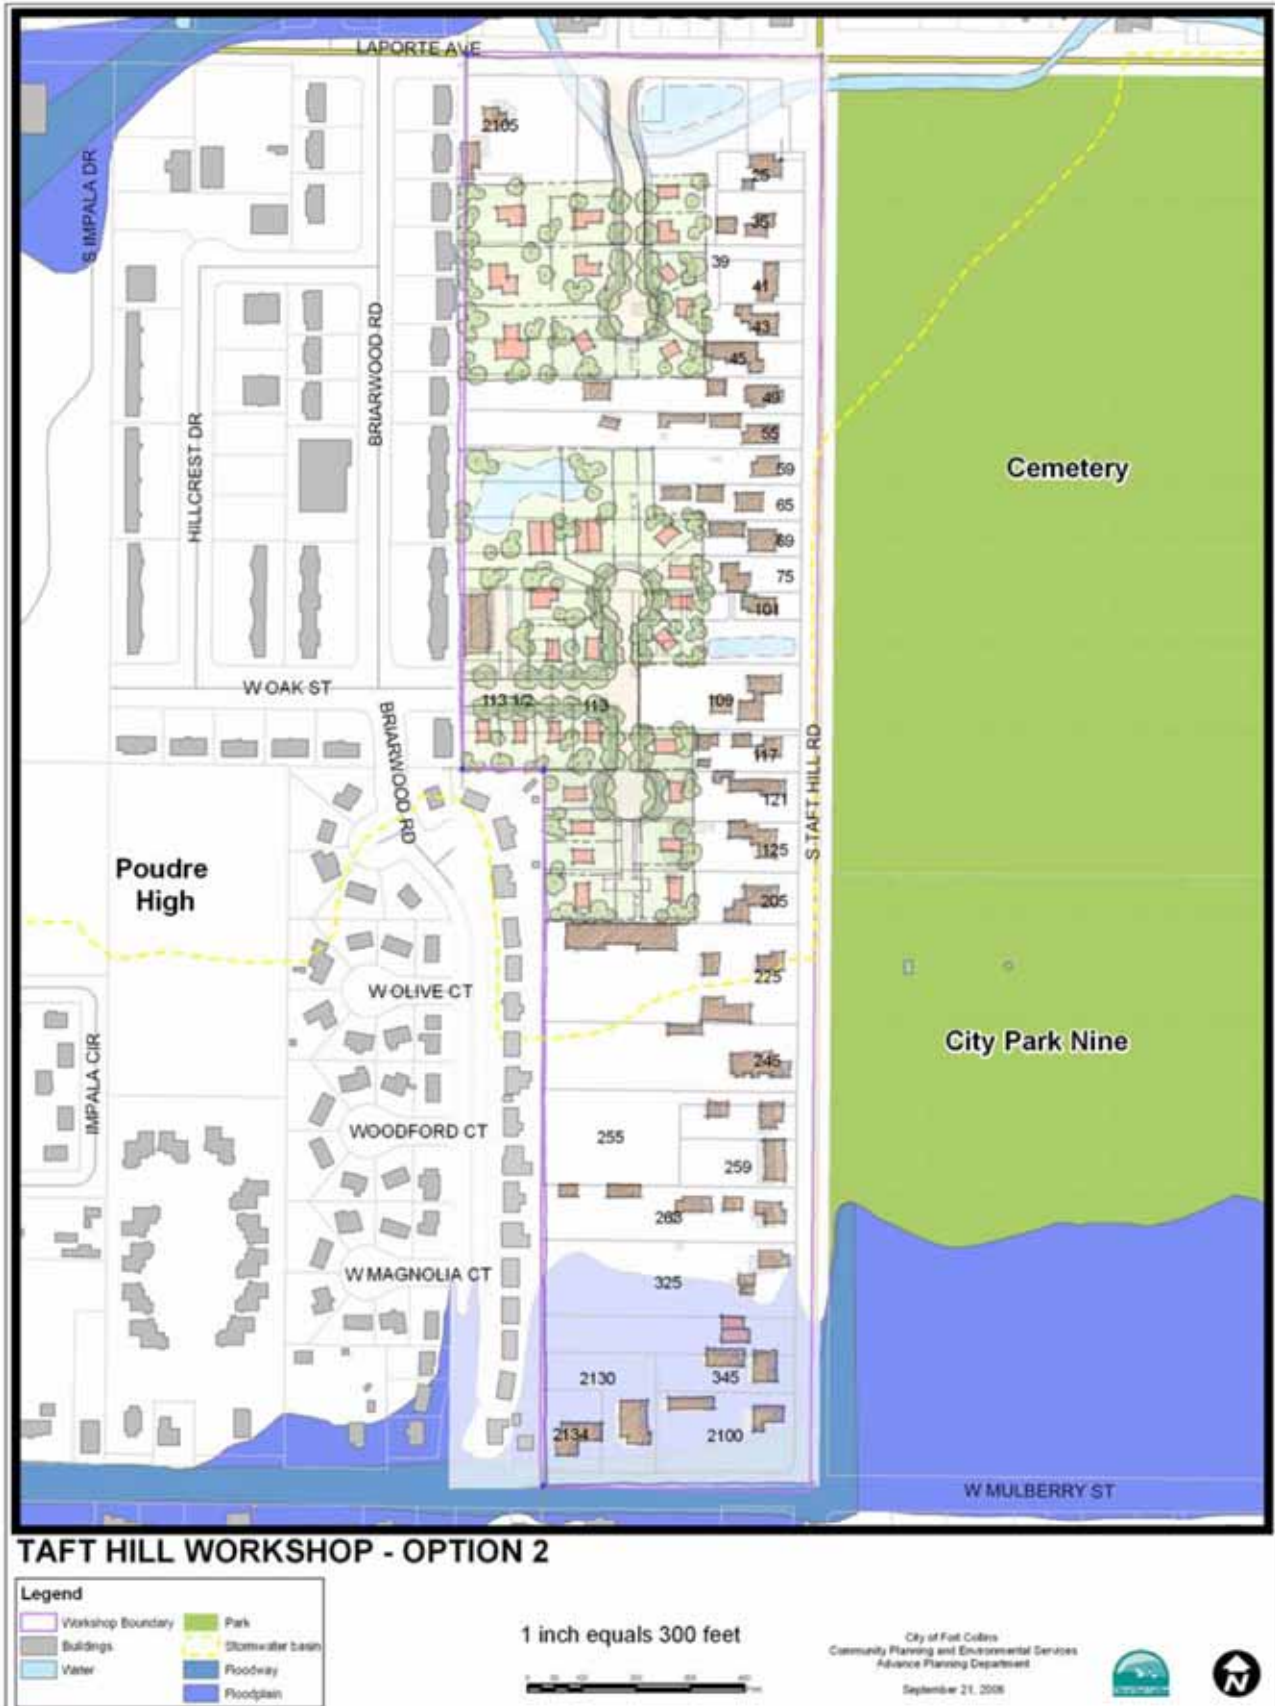 LAPORTE AVE
2105
S IMPALA DR
25
35
39
41
43
45
BRIARWOOD RD
HILLCREST DR
49
55
59
65
69
75
101
Cemetery
W OAK ST
113 1/2
113
109
BRIARWOOD RD
117
S TAFT HILL RD
121
125
Poudre
High
205
225
W OLIVE CT
City Park Nine
IMPALA CIR
245
WOODFORD CT
255
259
263
W MAGNOLIA CT
325
2130
345
2134
2100
W MULBERRY ST
TAFT HILL WORKSHOP - OPTION 2
Legend
Workshop Boundary
Buildings
Water
Park
Stormwater basin
Floodway
Floodplain
1 inch equals 300 feet
City of Fort Collins
Community Planning and Environmental Services
Advance Planning Department
September 21, 2006
N